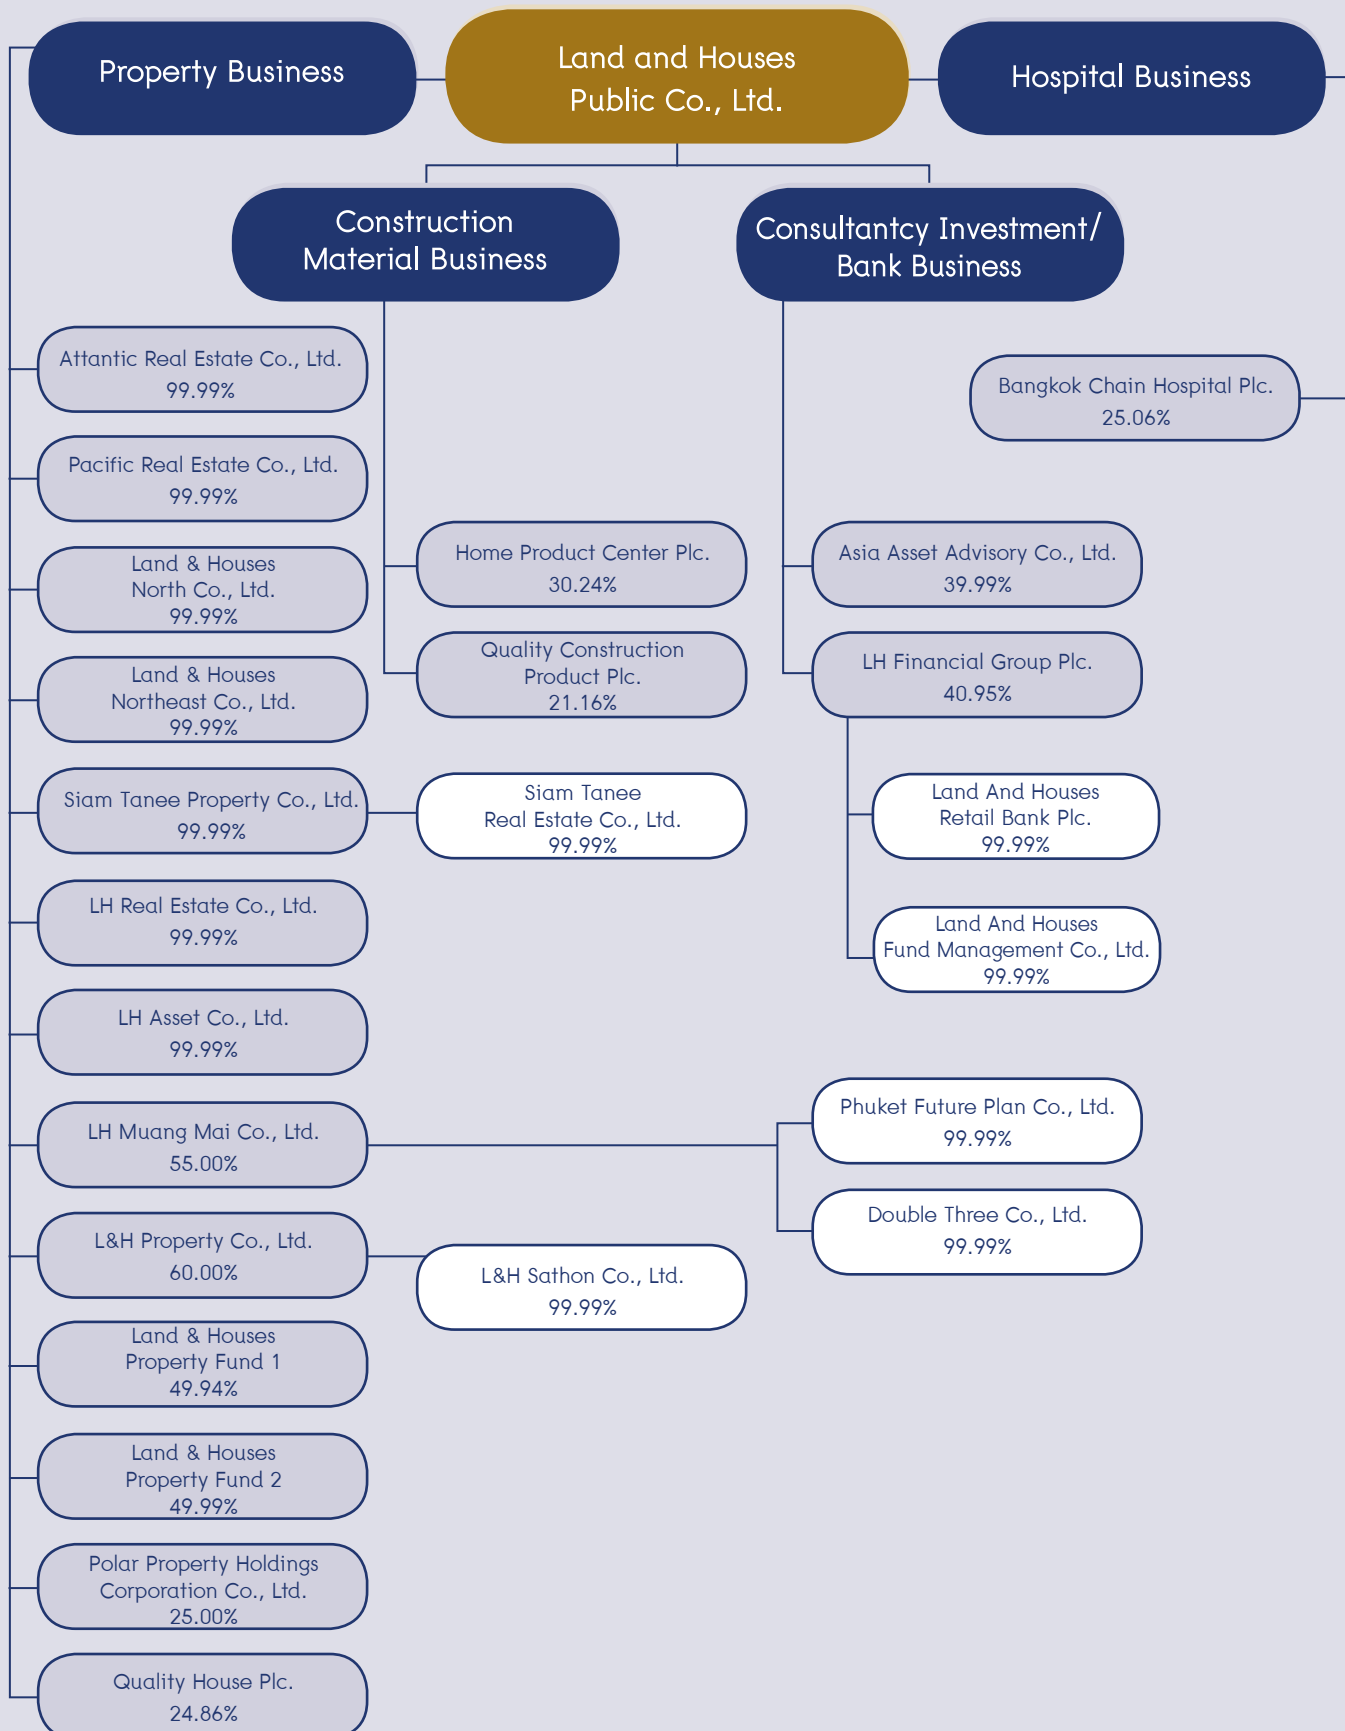 Property Business
Land and Houses
Public Co., Ltd.
Hospital Business
Construction
Material Business
Consultantcy Investment/
Bank Business
Attantic Real Estate Co., Ltd.
99.99%
Bangkok Chain Hospital Plc.
25.06%
Pacific Real Estate Co., Ltd.
99.99%
Land & Houses
North Co., Ltd.
99.99%
Home Product Center Plc.
30.24%
Asia Asset Advisory Co., Ltd.
39.99%
Land & Houses
Northeast Co., Ltd.
99.99%
Quality Construction
Product Plc.
21.16%
LH Financial Group Plc.
40.95%
Siam Tanee Property Co., Ltd.
99.99%
Siam Tanee
Real Estate Co., Ltd.
99.99%
Land And Houses
Retail Bank Plc.
99.99%
LH Real Estate Co., Ltd.
99.99%
Land And Houses
Fund Management Co., Ltd.
99.99%
LH Asset Co., Ltd.
99.99%
LH Muang Mai Co., Ltd.
55.00%
Phuket Future Plan Co., Ltd.
99.99%
Double Three Co., Ltd.
99.99%
L&H Property Co., Ltd.
60.00%
L&H Sathon Co., Ltd.
99.99%
Land & Houses
Property Fund 1
49.94%
Land & Houses
Property Fund 2
49.99%
Polar Property Holdings
Corporation Co., Ltd.
25.00%
Quality House Plc.
24.86%